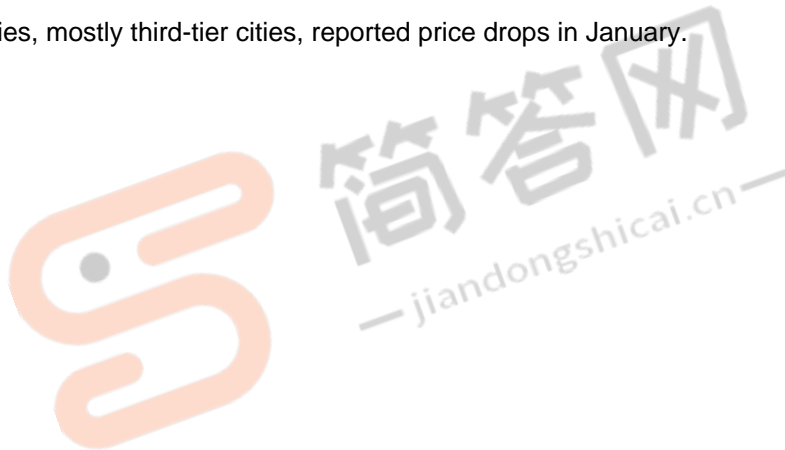 ies, mostly third-tier cities, reported price drops in January.
简答网
jiandongshicai.cn